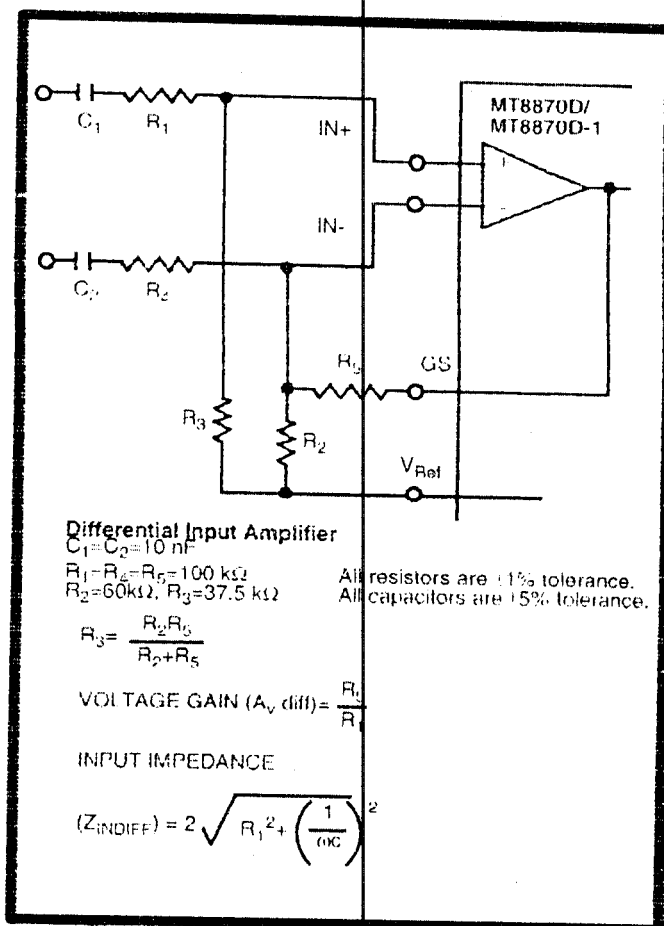 MT8870D/
MT8870D-1
C1
R1
IN+
IN-
C2
R4
R5
GS
R3
R2
VRef
Differential Input Amplifier
C1=C2=10 nF
R1=R4=R5=100 kΩ
R2=60kΩ, R3=37.5 kΩ
All resistors are ±1% tolerance.
All capacitors are ±5% tolerance.
R3= R2R5 / R2+R5
VOLTAGE GAIN (Av diff)= R5 / R1
INPUT IMPEDANCE
(ZINDIFF) = 2 √ R1² + (1/ωC)²